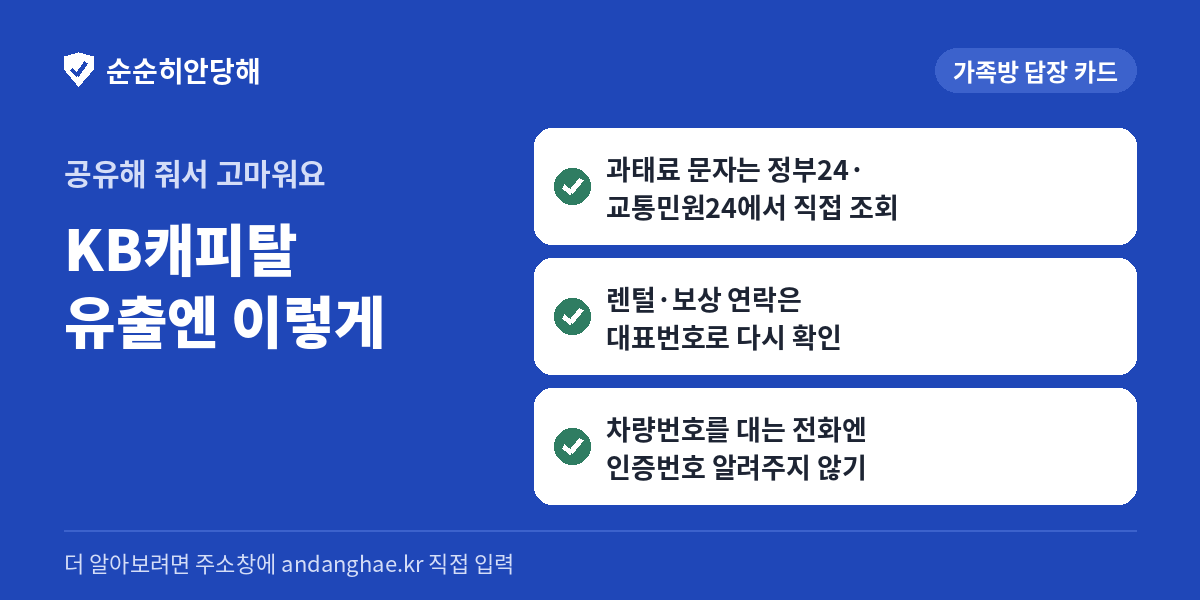 순순히안당해
가족방 답장 카드
공유해 줘서 고마워요
KB캐피탈
유출엔 이렇게
과태료 문자는 정부24·
교통민원24에서 직접 조회
렌털·보상 연락은
대표번호로 다시 확인
차량번호를 대는 전화엔
인증번호 알려주지 않기
더 알아보려면 주소창에 andanghae.kr 직접 입력